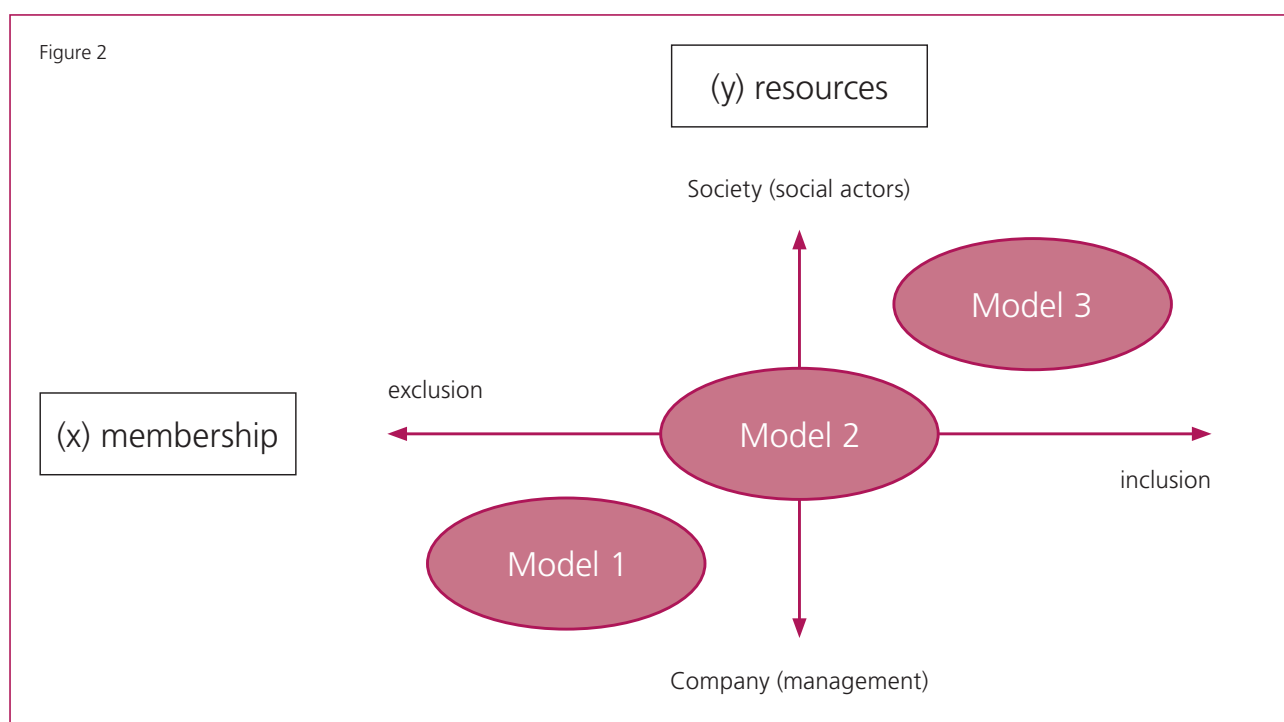 Figure 2
(y) resources
Society (social actors)
Model 3
exclusion
(x) membership
Model 2
inclusion
Model 1
Company (management)